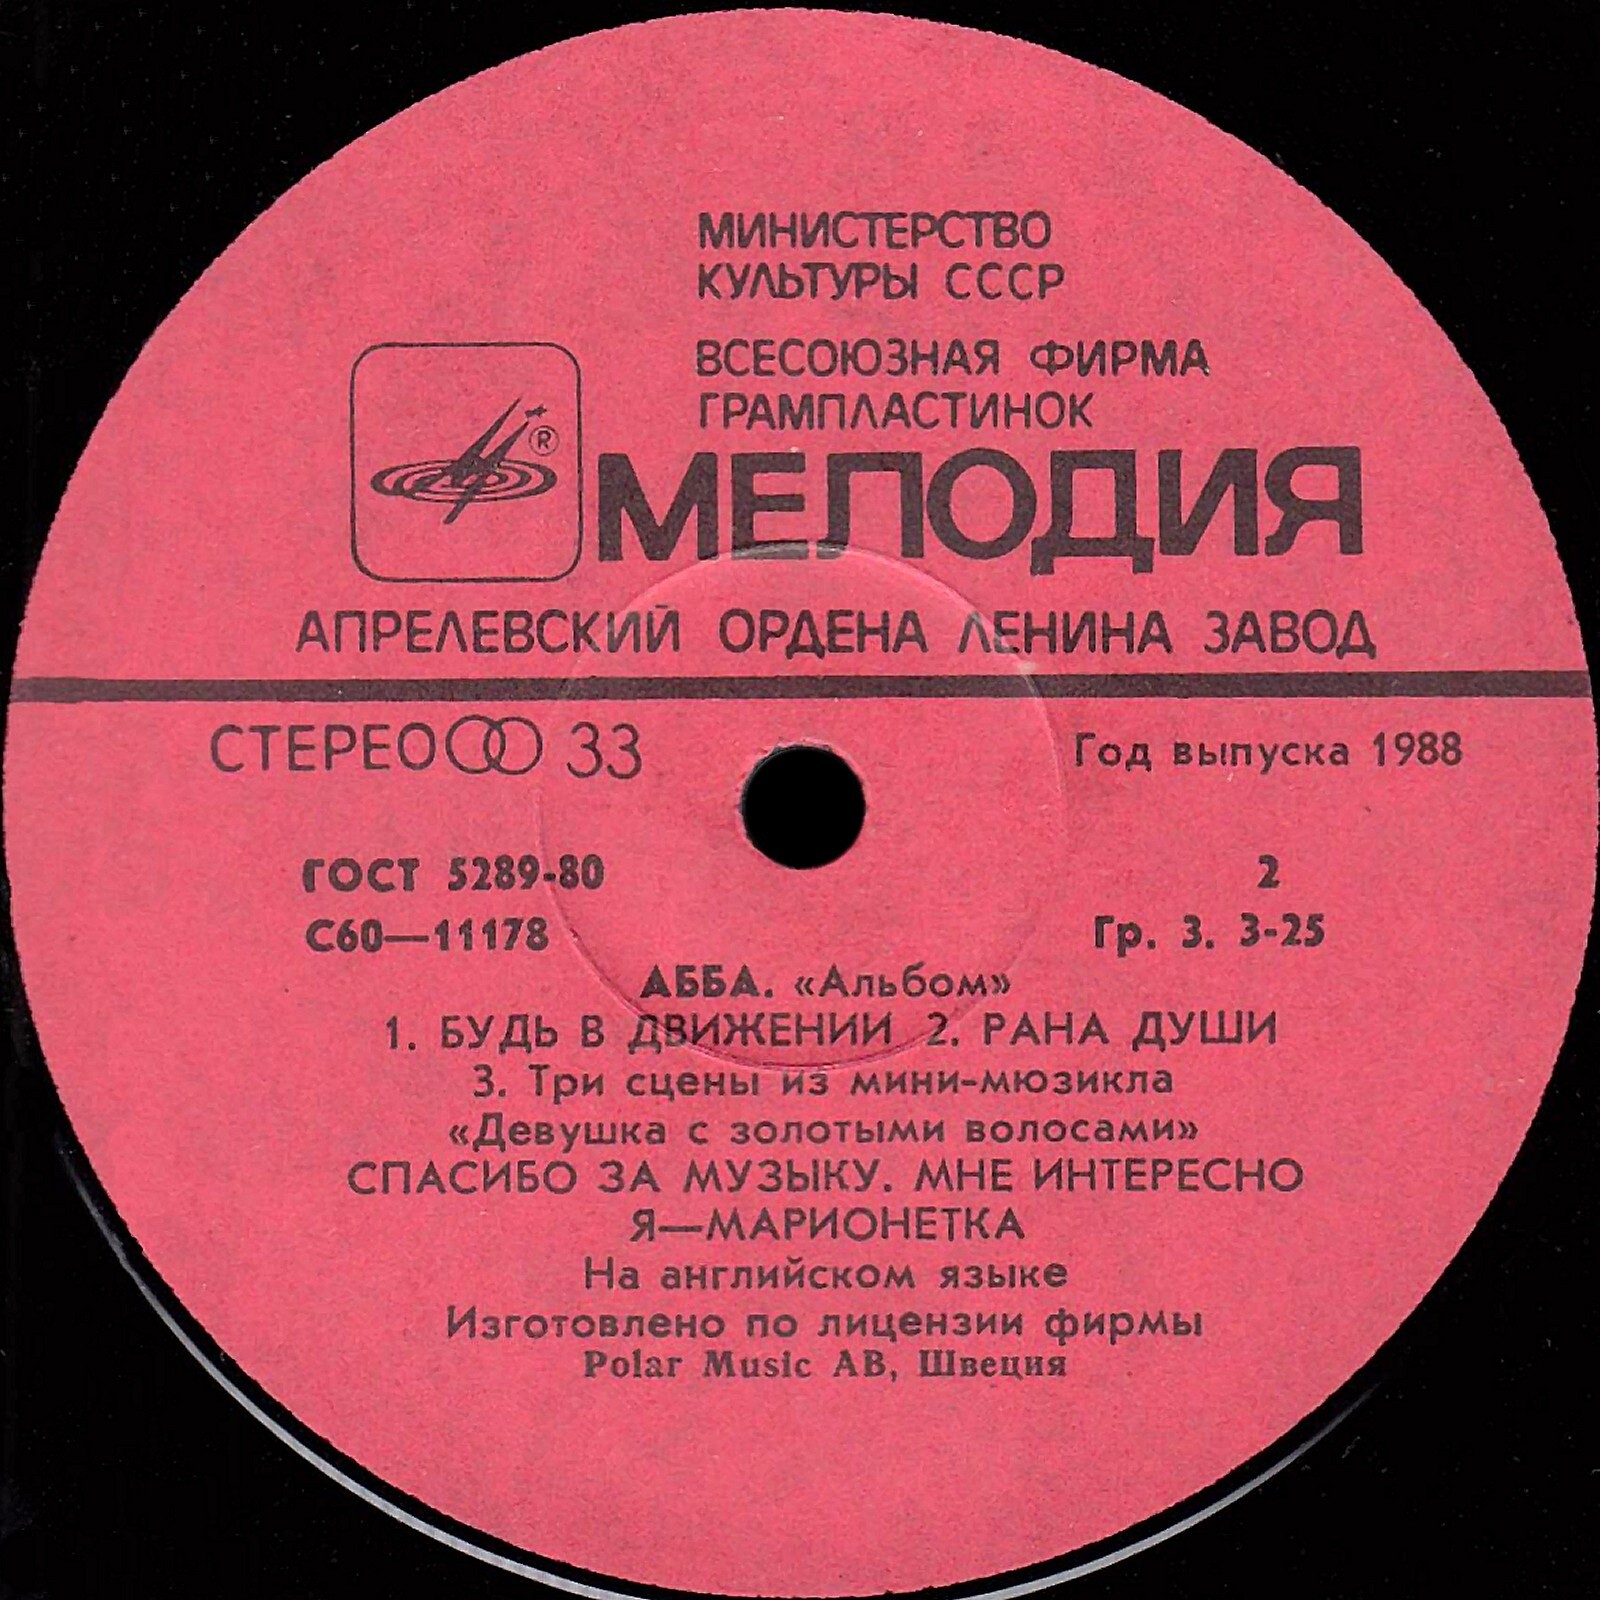 МИНИСТЕРСТВО
КУЛЬТУРЫ СССР
ВСЕСОЮЗНАЯ ФИРМА
ГРАМПЛАСТИНОК
®
МЕЛОДИЯ
АПРЕЛЕВСКИЙ ОРДЕНА ЛЕНИНА ЗАВОД
СТЕРЕО 33
Год выпуска 1988
ГОСТ 5289-80
2
С60—11178
Гр. 3. 3-25
АББА. «Альбом»
1. БУДЬ В ДВИЖЕНИИ 2. РАНА ДУШИ
3. Три сцены из мини-мюзикла
«Девушка с золотыми волосами»
СПАСИБО ЗА МУЗЫКУ. МНЕ ИНТЕРЕСНО
Я—МАРИОНЕТКА
На английском языке
Изготовлено по лицензии фирмы
Polar Music AB, Швеция